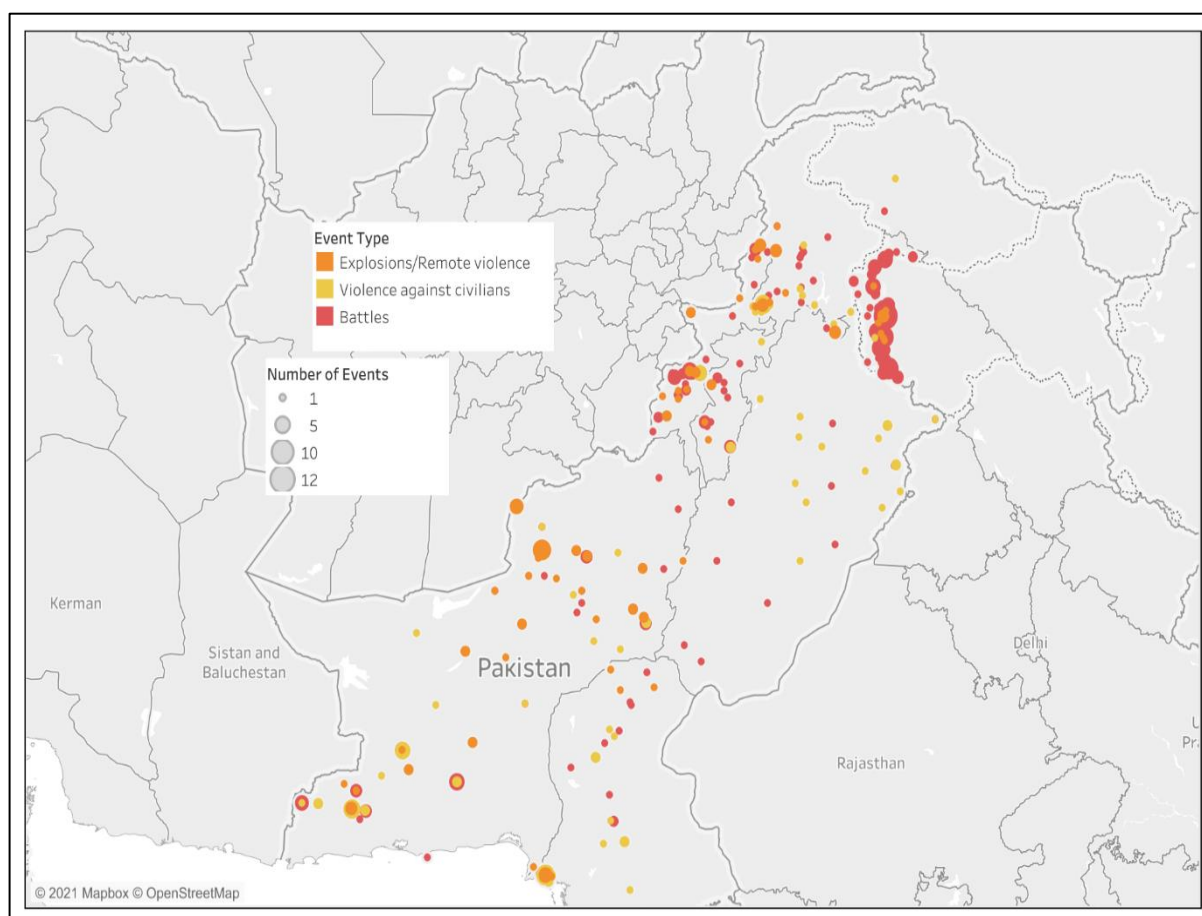 Event Type
Explosions/Remote violence
Violence against civilians
Battles
Number of Events
1
5
10
12
Kerman
Sistan and
Baluchestan
Pakistan
Delhi
Rajasthan
Pr
© 2021 Mapbox © OpenStreetMap